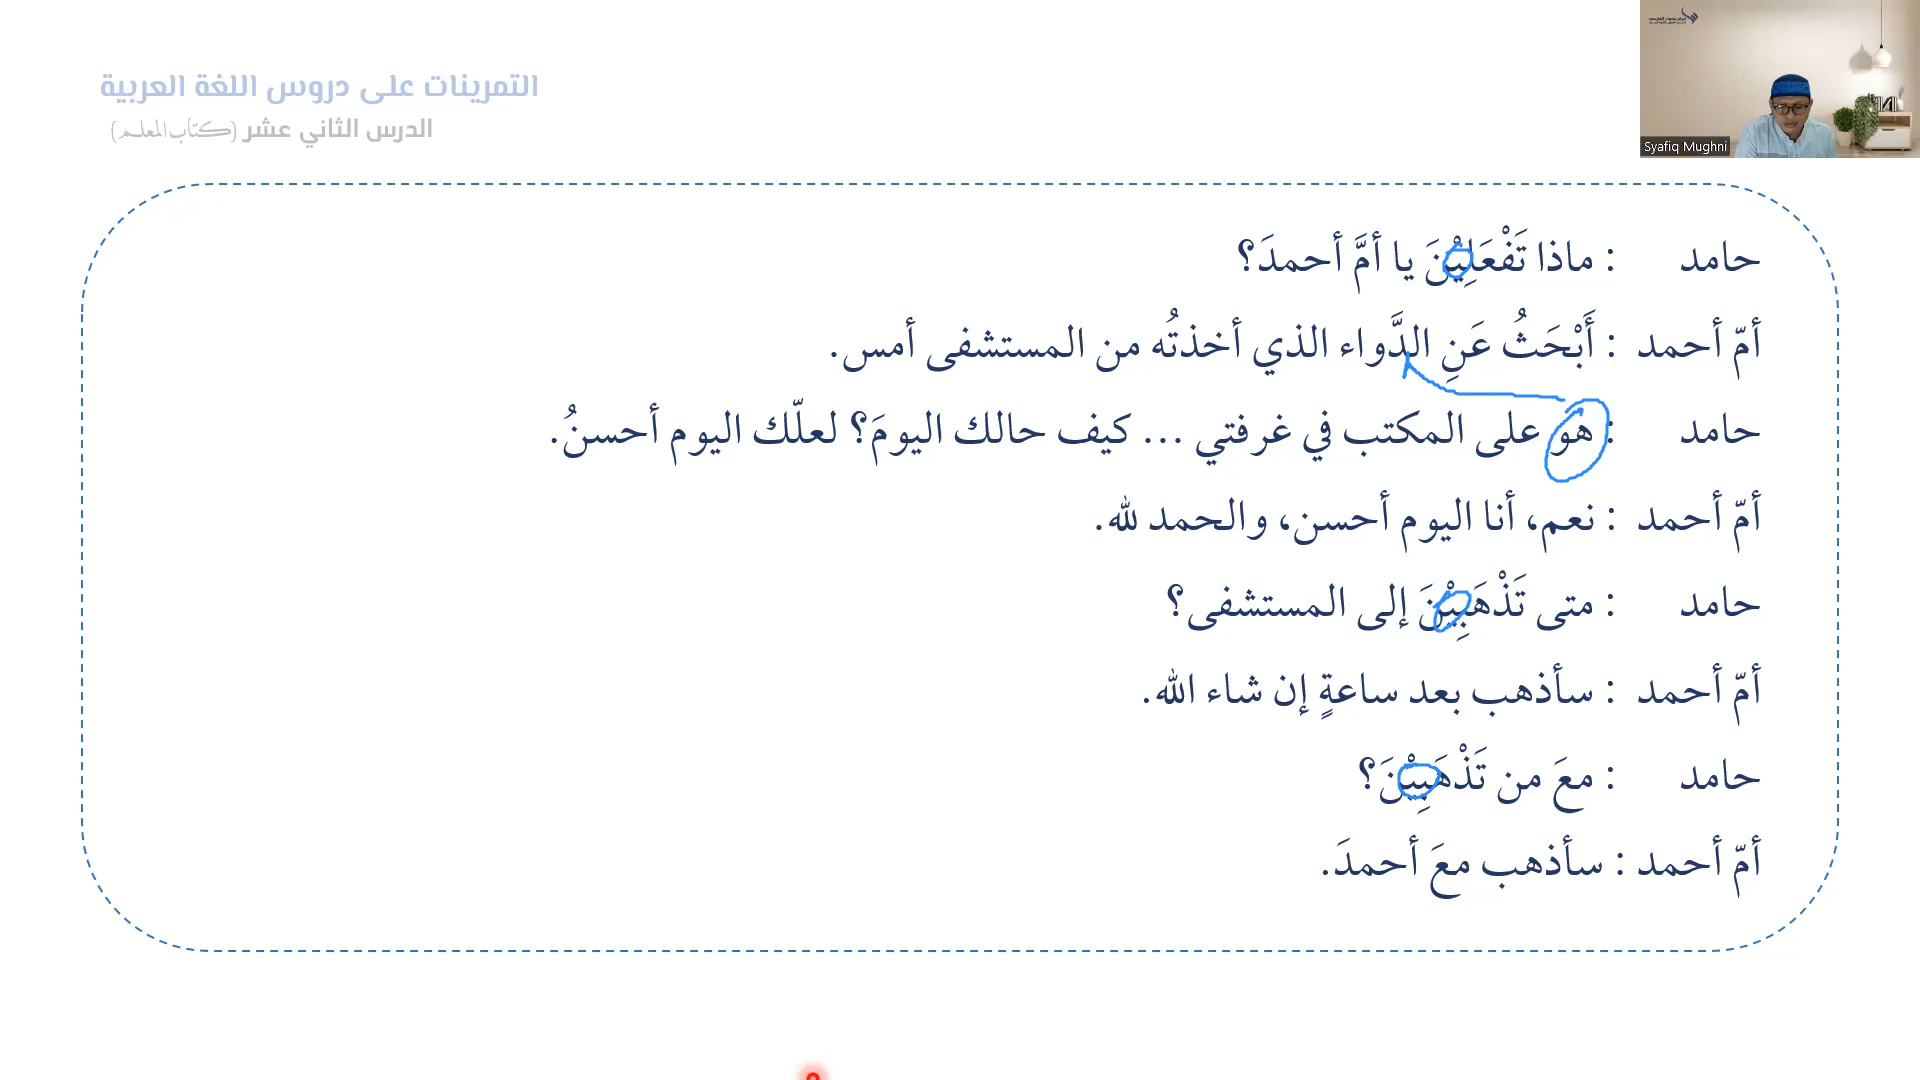 التمرينات على دروس اللغة العربية
الدرس الثاني عشر (كتاب المعلم)
Syafiq Mughni
حامد : ماذا تَفْعَلِيْنَ يا أمَّ أحمدَ؟
أمّ أحمد : أَبْحَثُ عَنِ الدَّواء الذي أخذتُه من المستشفى أمس.
حامد : هو على المكتب في غرفتي ... كيف حالك اليومَ؟ لعلّك اليوم أحسنُ.
أمّ أحمد : نعم، أنا اليوم أحسن، والحمد لله.
حامد : متى تَذْهَبِيْنَ إلى المستشفى؟
أمّ أحمد : سأذهب بعد ساعةٍ إن شاء الله.
حامد : معَ من تَذْهَبِيْنَ؟
أمّ أحمد : سأذهب معَ أحمدَ.